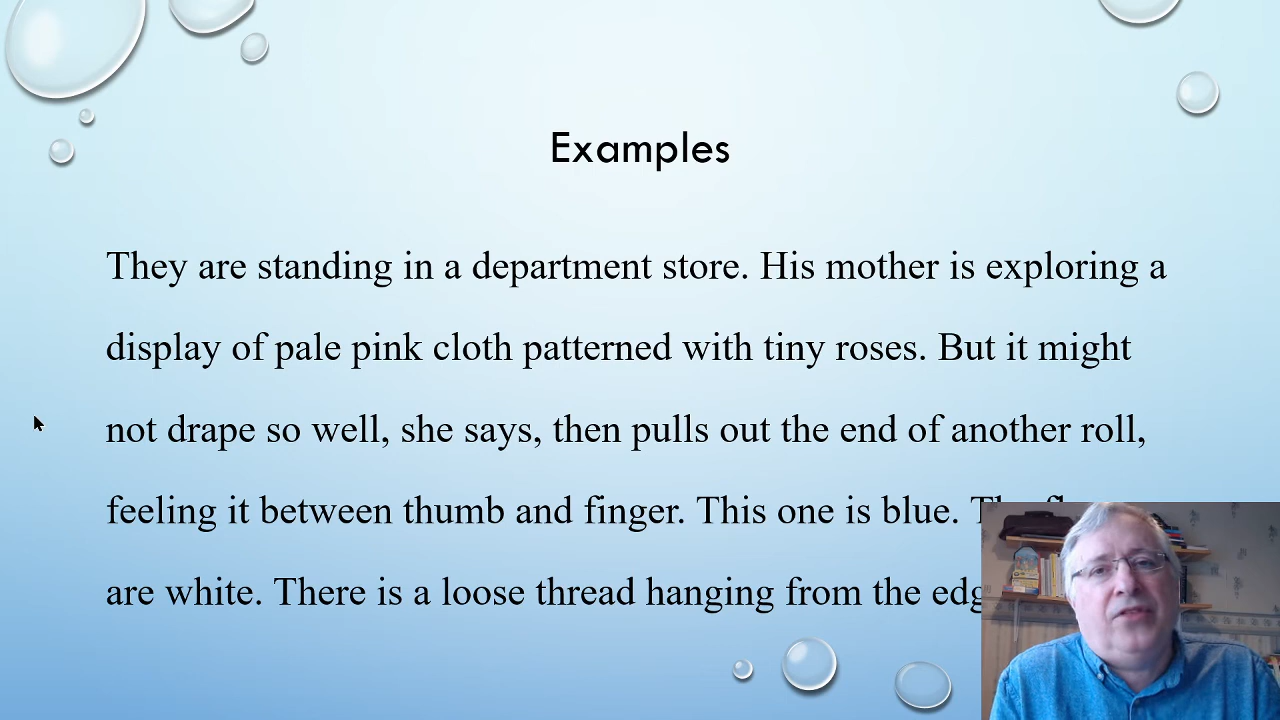 Examples
They are standing in a department store. His mother is exploring a
display of pale pink cloth patterned with tiny roses. But it might
not drape so well, she says, then pulls out the end of another roll,
feeling it between thumb and finger. This one is blue.
are white. There is a loose thread hanging from the